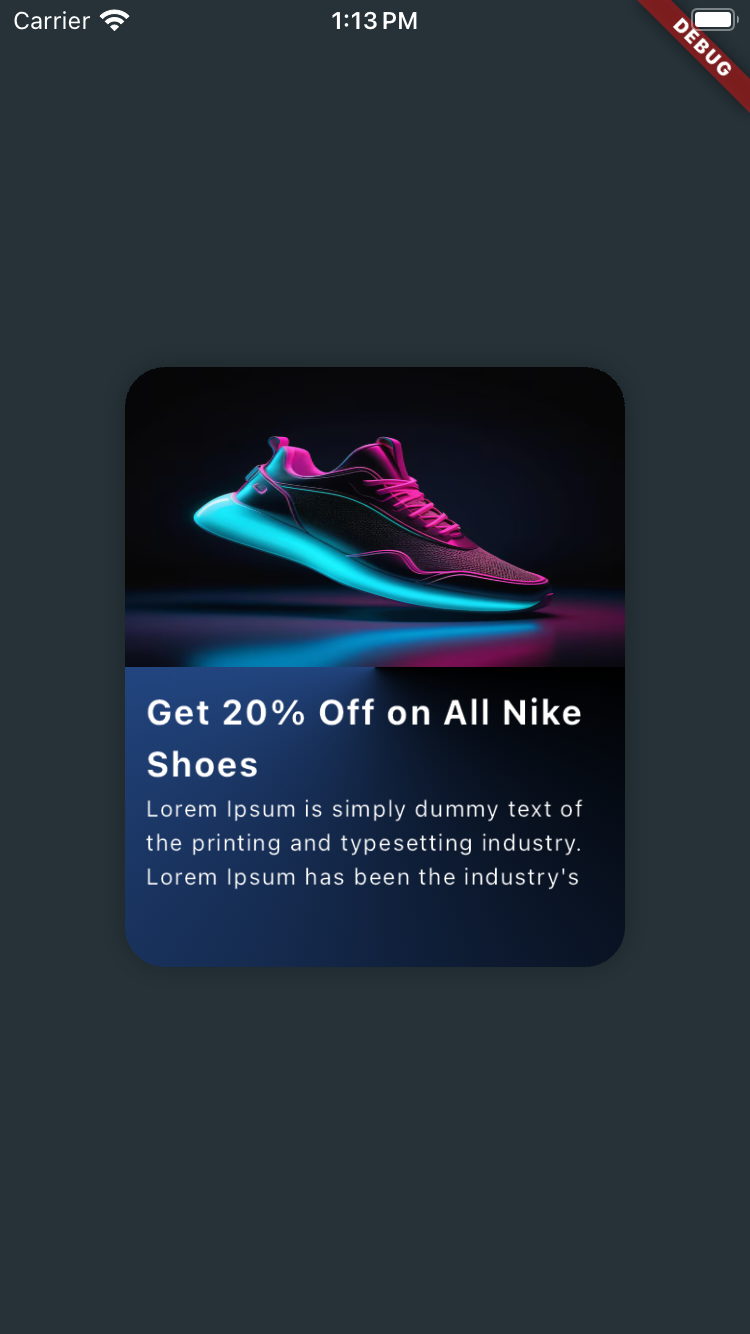 Carrier 1:13 PM
DEBUG
Get 20% Off on All Nike
Shoes
Lorem Ipsum is simply dummy text of
the printing and typesetting industry.
Lorem Ipsum has been the industry's